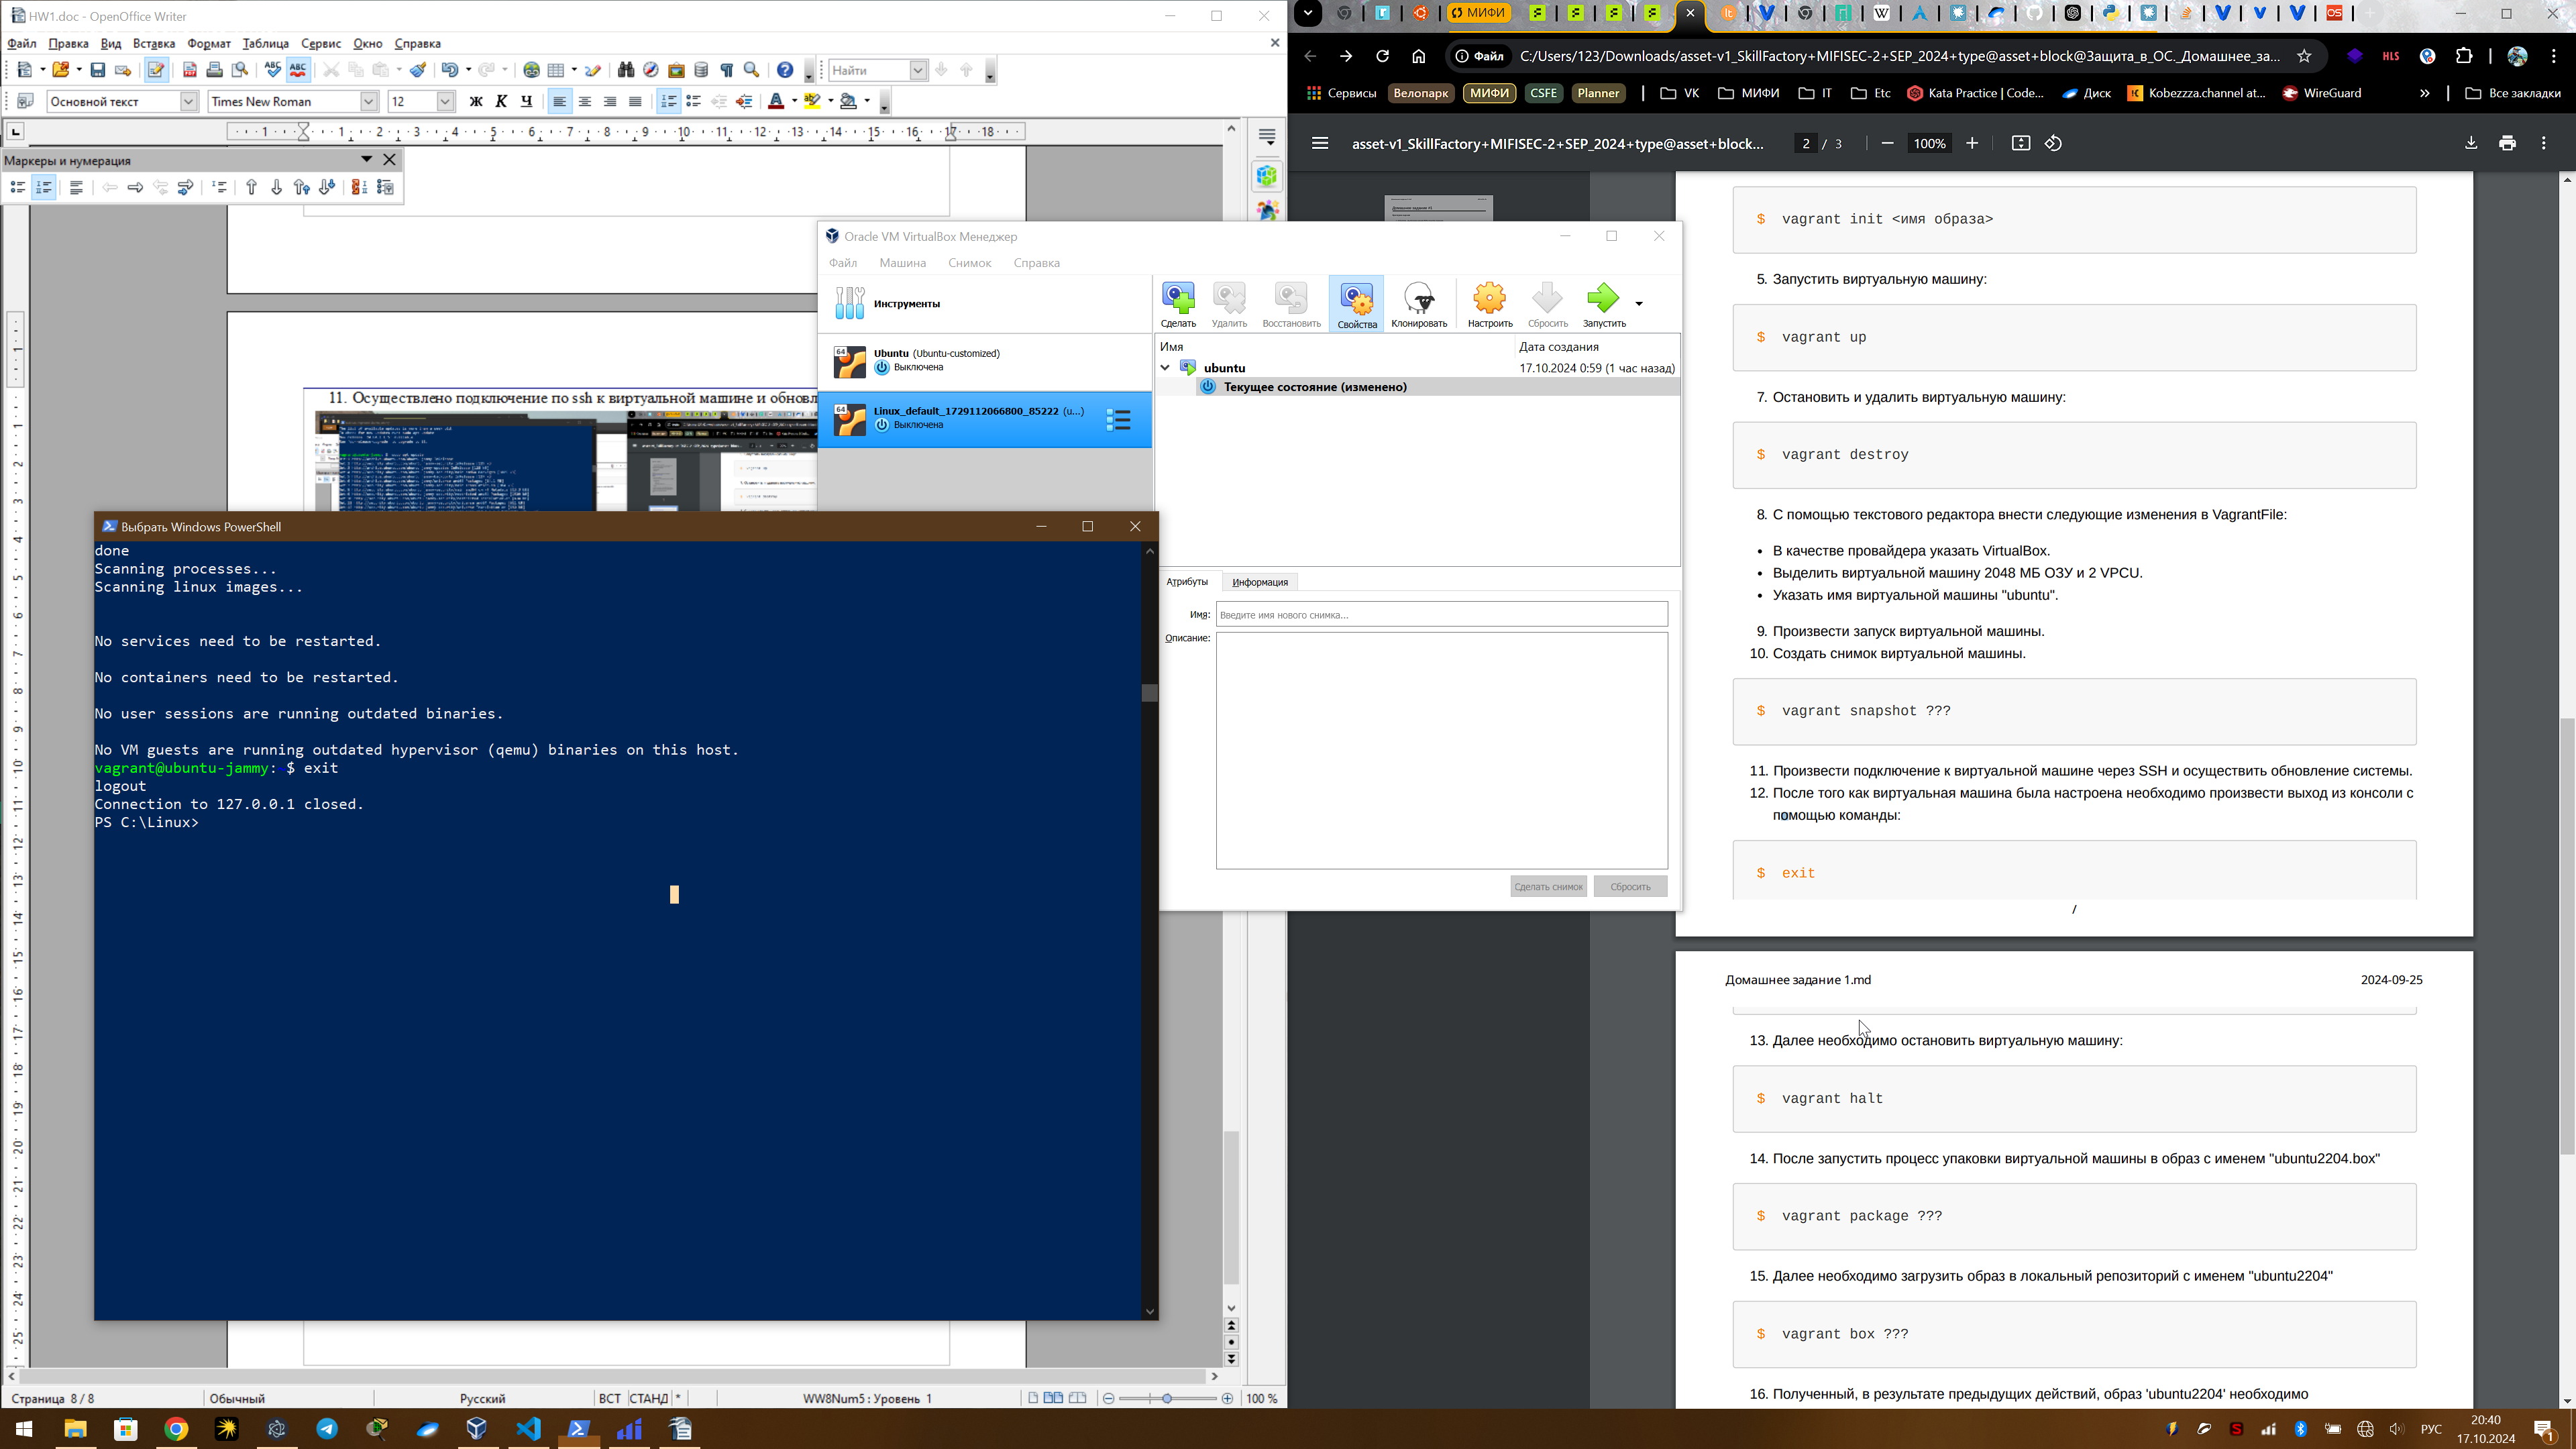 HW1.doc - OpenOffice Writer
Файл Правка Вид Вставка Формат Таблица Сервис Окно Справка
Найти
Основной текст Times New Roman 12 Ж К Ч
Маркеры и нумерация
11. Осуществлено подключение по ssh к виртуальной машине и обновл
Страница 8 / 8 Обычный Русский ВСТ СТАНД * WW8Num5 : Уровень 1 100 %
Oracle VM VirtualBox Менеджер
Файл Машина Снимок Справка
Инструменты
Сделать Удалить Восстановить Свойства Клонировать Настроить Сбросить Запустить
Ubuntu (Ubuntu-customized)
Выключена
Linux_default_1729112066800_85222 (u...)
Выключена
Имя Дата создания
ubuntu 17.10.2024 0:59 (1 час назад)
Текущее состояние (изменено)
Атрибуты Информация
Имя: Введите имя нового снимка...
Описание:
Сделать снимок Сбросить
Выбрать Windows PowerShell
done
Scanning processes...
Scanning linux images...
No services need to be restarted.
No containers need to be restarted.
No user sessions are running outdated binaries.
No VM guests are running outdated hypervisor (qemu) binaries on this host.
vagrant@ubuntu-jammy: $ exit
logout
Connection to 127.0.0.1 closed.
PS C:\Linux>
МИФИ
Файл C:/Users/123/Downloads/asset-v1_SkillFactory+MIFISEC-2+SEP_2024+type@asset+block@Защита_в_ОС._Домашнее_за...
Сервисы Велопарк МИФИ CSFE Planner VK МИФИ IT Etc Kata Practice | Code... Диск Kobezzza.channel at... WireGuard » Все закладки
asset-v1_SkillFactory+MIFISEC-2+SEP_2024+type@asset+block... 2 / 3 100%
$ vagrant init <имя образа>
5. Запустить виртуальную машину:
$ vagrant up
7. Остановить и удалить виртуальную машину:
$ vagrant destroy
8. С помощью текстового редактора внести следующие изменения в VagrantFile:
• В качестве провайдера указать VirtualBox.
• Выделить виртуальной машину 2048 МБ ОЗУ и 2 VPCU.
• Указать имя виртуальной машины "ubuntu".
9. Произвести запуск виртуальной машины.
10. Создать снимок виртуальной машины.
$ vagrant snapshot ???
11. Произвести подключение к виртуальной машине через SSH и осуществить обновление системы.
12. После того как виртуальная машина была настроена необходимо произвести выход из консоли с
помощью команды:
$ exit
/
Домашнее задание 1.md 2024-09-25
13. Далее необходимо остановить виртуальную машину:
$ vagrant halt
14. После запустить процесс упаковки виртуальной машины в образ с именем "ubuntu2204.box"
$ vagrant package ???
15. Далее необходимо загрузить образ в локальный репозиторий с именем "ubuntu2204"
$ vagrant box ???
16. Полученный, в результате предыдущих действий, образ 'ubuntu2204' необходимо
РУС 20:40
17.10.2024